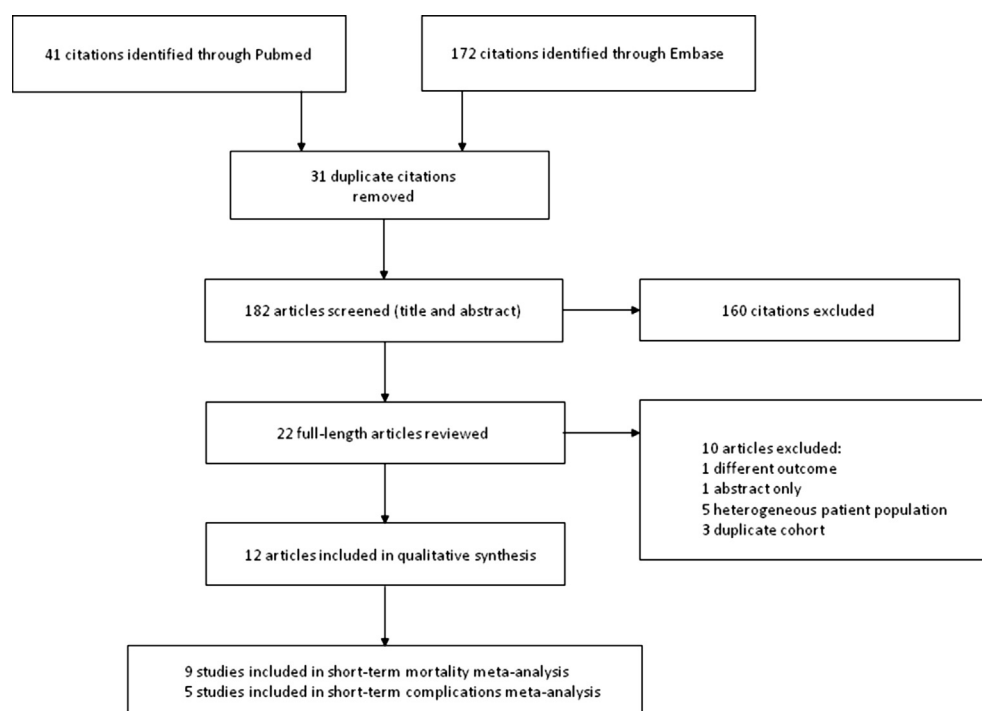 41 citations identified through Pubmed
172 citations identified through Embase
31 duplicate citations
removed
182 articles screened (title and abstract)
160 citations excluded
22 full-length articles reviewed
10 articles excluded:
1 different outcome
1 abstract only
5 heterogeneous patient population
3 duplicate cohort
12 articles included in qualitative synthesis
9 studies included in short-term mortality meta-analysis
5 studies included in short-term complications meta-analysis